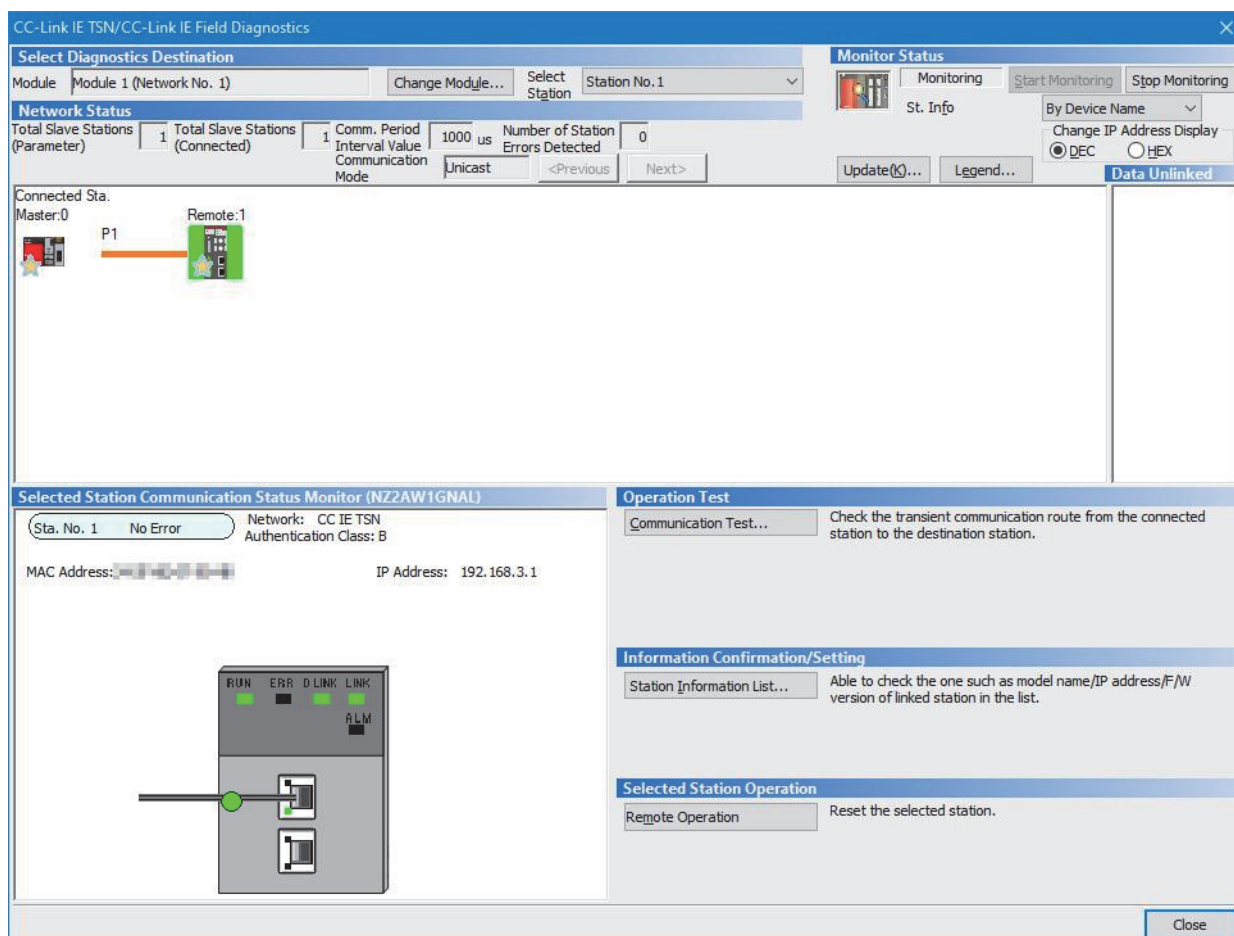 CC-Link IE TSN/CC-Link IE Field Diagnostics
Select Diagnostics Destination
Module Module 1 (Network No. 1) Change Module... Select Station Station No.1
Monitor Status
Monitoring Start Monitoring Stop Monitoring
St. Info By Device Name
Change IP Address Display
DEC HEX
Update(K)... Legend...
Network Status
Total Slave Stations (Parameter) 1 Total Slave Stations (Connected) 1 Comm. Period Interval Value 1000 us Number of Station Errors Detected 0
Communication Mode Unicast <Previous Next>
Data Unlinked
Connected Sta.
Master:0 Remote:1
P1
Selected Station Communication Status Monitor (NZ2AW1GNAL)
Sta. No. 1 No Error
Network: CC IE TSN
Authentication Class: B
MAC Address: IP Address: 192.168.3.1
RUN ERR D LINK LINK
ALM
Operation Test
Communication Test... Check the transient communication route from the connected
station to the destination station.
Information Confirmation/Setting
Station Information List... Able to check the one such as model name/IP address/F/W
version of linked station in the list.
Selected Station Operation
Remote Operation Reset the selected station.
Close